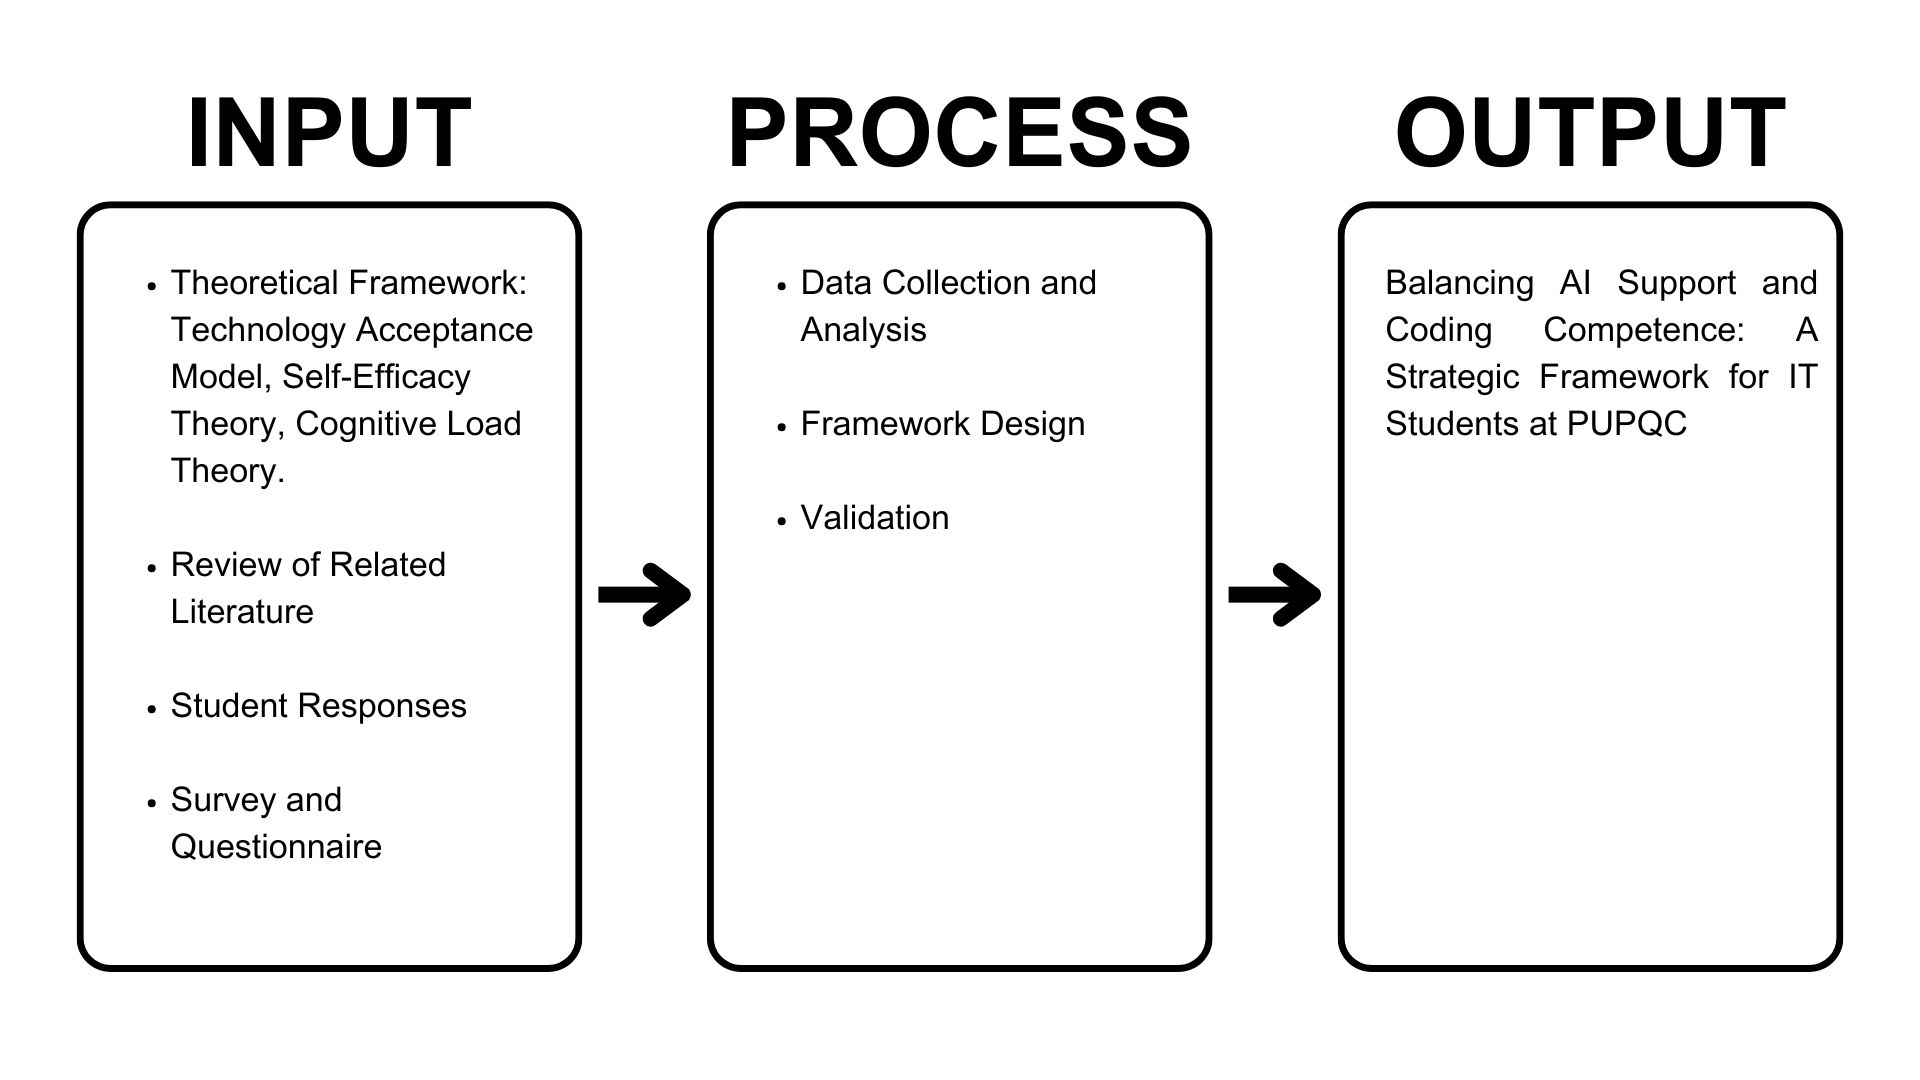 INPUT
PROCESS
OUTPUT
• Theoretical Framework:
Technology Acceptance
Model, Self-Efficacy
Theory, Cognitive Load
Theory.
• Review of Related
Literature
• Student Responses
• Survey and
Questionnaire
• Data Collection and
Analysis
• Framework Design
• Validation
Balancing AI Support and
Coding Competence: A
Strategic Framework for IT
Students at PUPQC